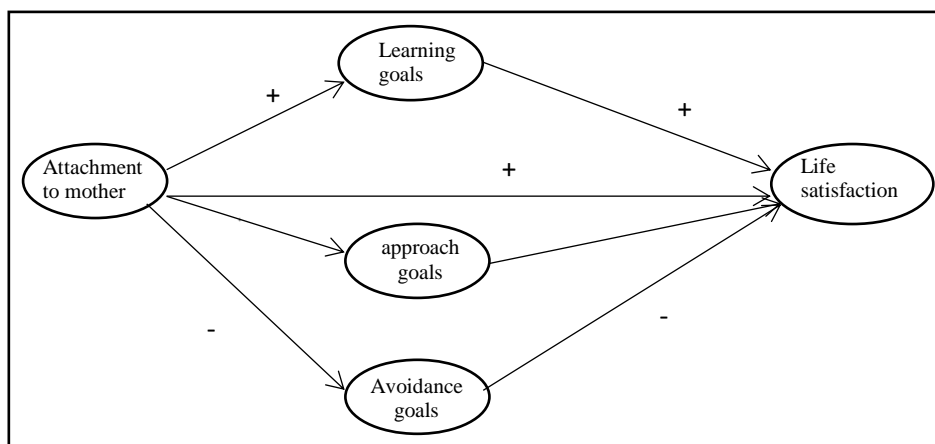 Learning
goals
+
+
Attachment
to mother
+
Life
satisfaction
approach
goals
-
-
Avoidance
goals